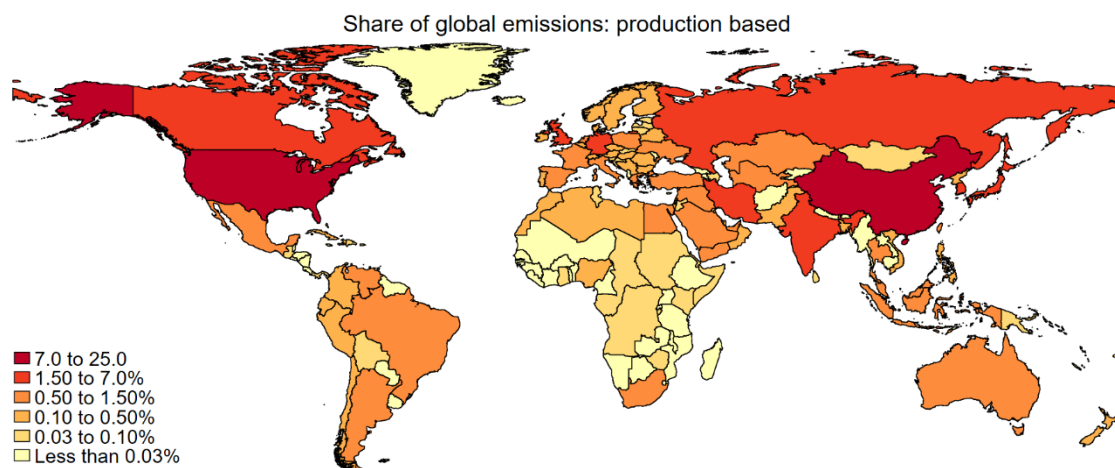 Share of global emissions: production based
7.0 to 25.0
1.50 to 7.0%
0.50 to 1.50%
0.10 to 0.50%
0.03 to 0.10%
Less than 0.03%